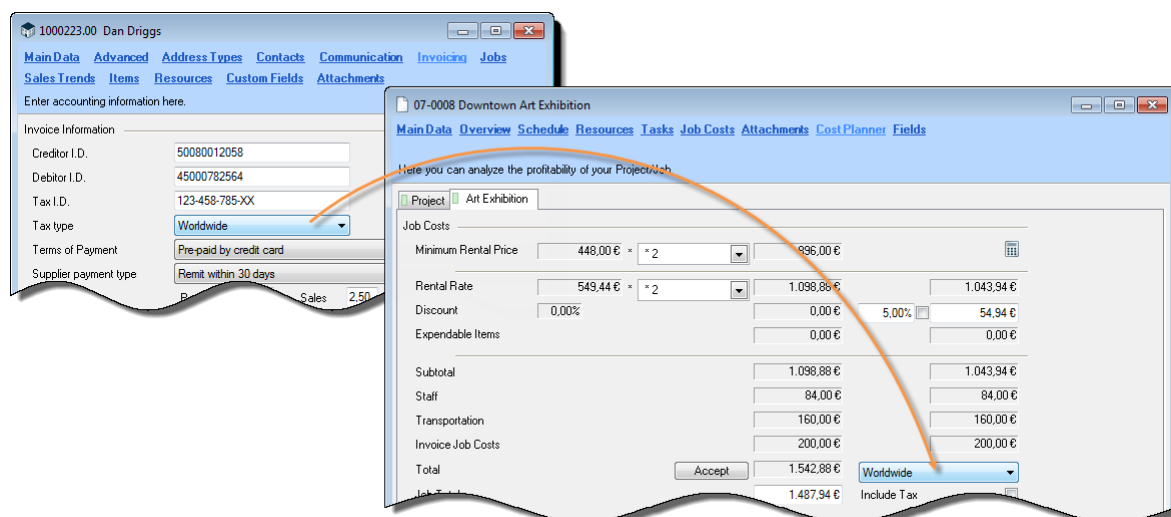 1000223.00 Dan Driggs
Main Data Advanced Address Types Contacts Communication Invoicing Jobs
Sales Trends Items Resources Custom Fields Attachments
Enter accounting information here.
Invoice Information
Creditor I.D. 50080012058
Debitor I.D. 45000782564
Tax I.D. 123-458-785-XX
Tax type Worldwide
Terms of Payment Pre-paid by credit card
Supplier payment type Remit within 30 days
Sales 2,50
07-0008 Downtown Art Exhibition
Main Data Overview Schedule Resources Tasks Job Costs Attachments Cost Planner Fields
Here you can analyze the profitability of your Project/Job
Project Art Exhibition
Job Costs
Minimum Rental Price 448,00 € × * 2 896,00 €
Rental Rate 549,44 € × * 2 1.098,88 € 1.043,94 €
Discount 0,00% 0,00 € 5,00% 54,94 €
Expendable Items 0,00 € 0,00 €
Subtotal 1.098,88 € 1.043,94 €
Staff 84,00 € 84,00 €
Transportation 160,00 € 160,00 €
Invoice Job Costs 200,00 € 200,00 €
Total Accept 1.542,88 € Worldwide
Job Total 1.487,94 € Include Tax